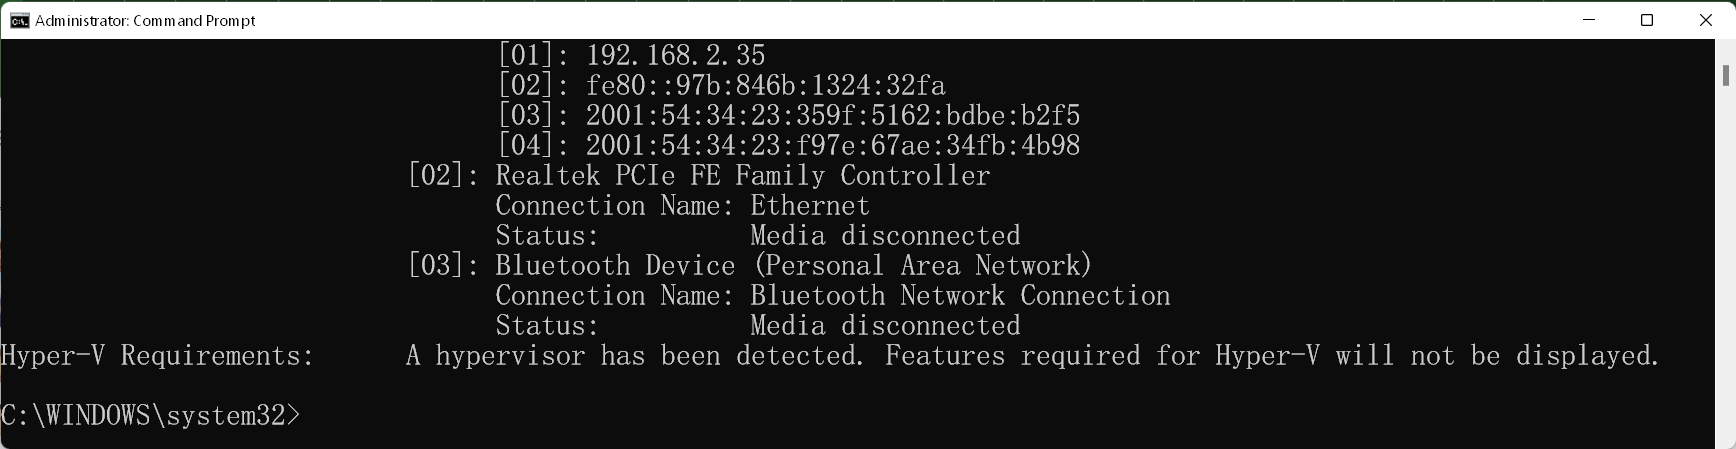 Administrator: Command Prompt
[01]: 192.168.2.35
[02]: fe80::97b:846b:1324:32fa
[03]: 2001:54:34:23:359f:5162:bdbe:b2f5
[04]: 2001:54:34:23:f97e:67ae:34fb:4b98
[02]: Realtek PCIe FE Family Controller
Connection Name: Ethernet
Status: Media disconnected
[03]: Bluetooth Device (Personal Area Network)
Connection Name: Bluetooth Network Connection
Status: Media disconnected
Hyper-V Requirements: A hypervisor has been detected. Features required for Hyper-V will not be displayed.
C:\WINDOWS\system32>